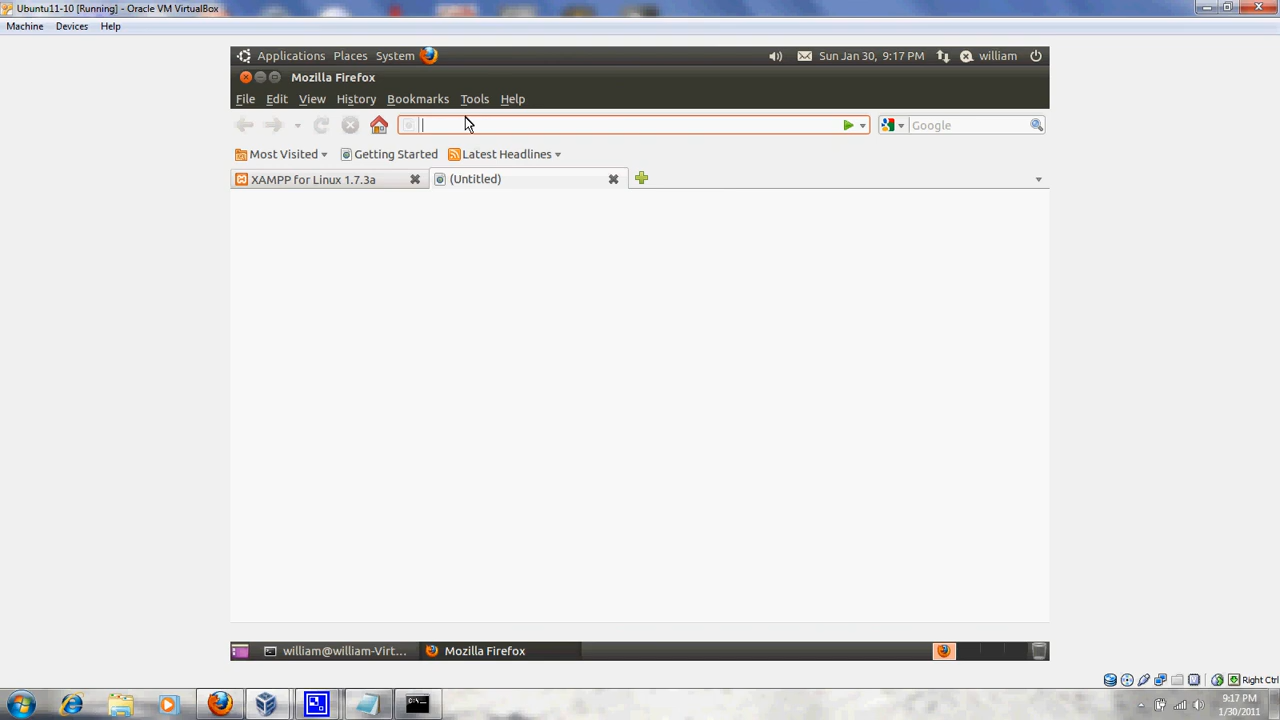 Ubuntu11-10 [Running] - Oracle VM VirtualBox
Machine Devices Help
Applications Places System Sun Jan 30, 9:17 PM william
Mozilla Firefox
File Edit View History Bookmarks Tools Help
Google
Most Visited Getting Started Latest Headlines
XAMPP for Linux 1.7.3a (Untitled)
william@william-Virt... Mozilla Firefox
Right Ctrl
9:17 PM
1/30/2011